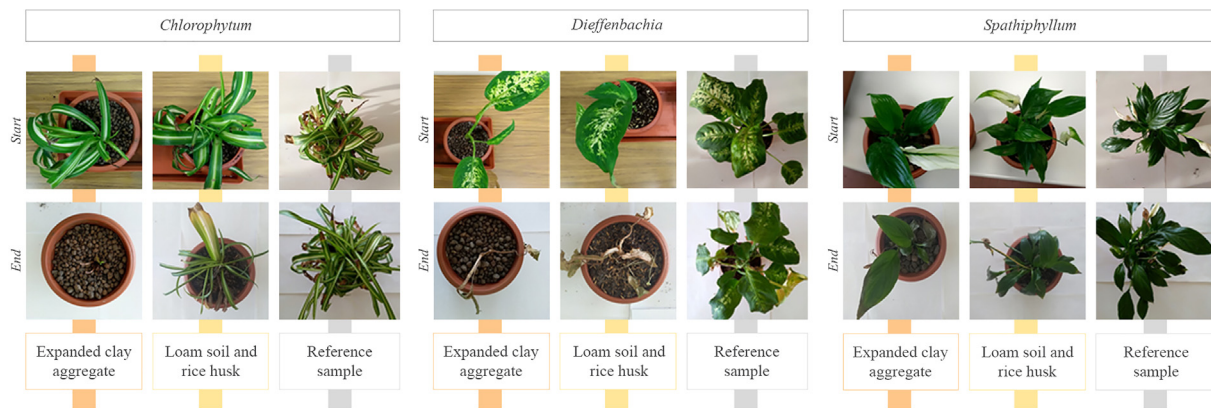 Chlorophytum
Dieffenbachia
Spathiphyllum
Start
Start
Start
End
End
End
Expanded clay
aggregate
Loam soil and
rice husk
Reference
sample
Expanded clay
aggregate
Loam soil and
rice husk
Reference
sample
Expanded clay
aggregate
Loam soil and
rice husk
Reference
sample